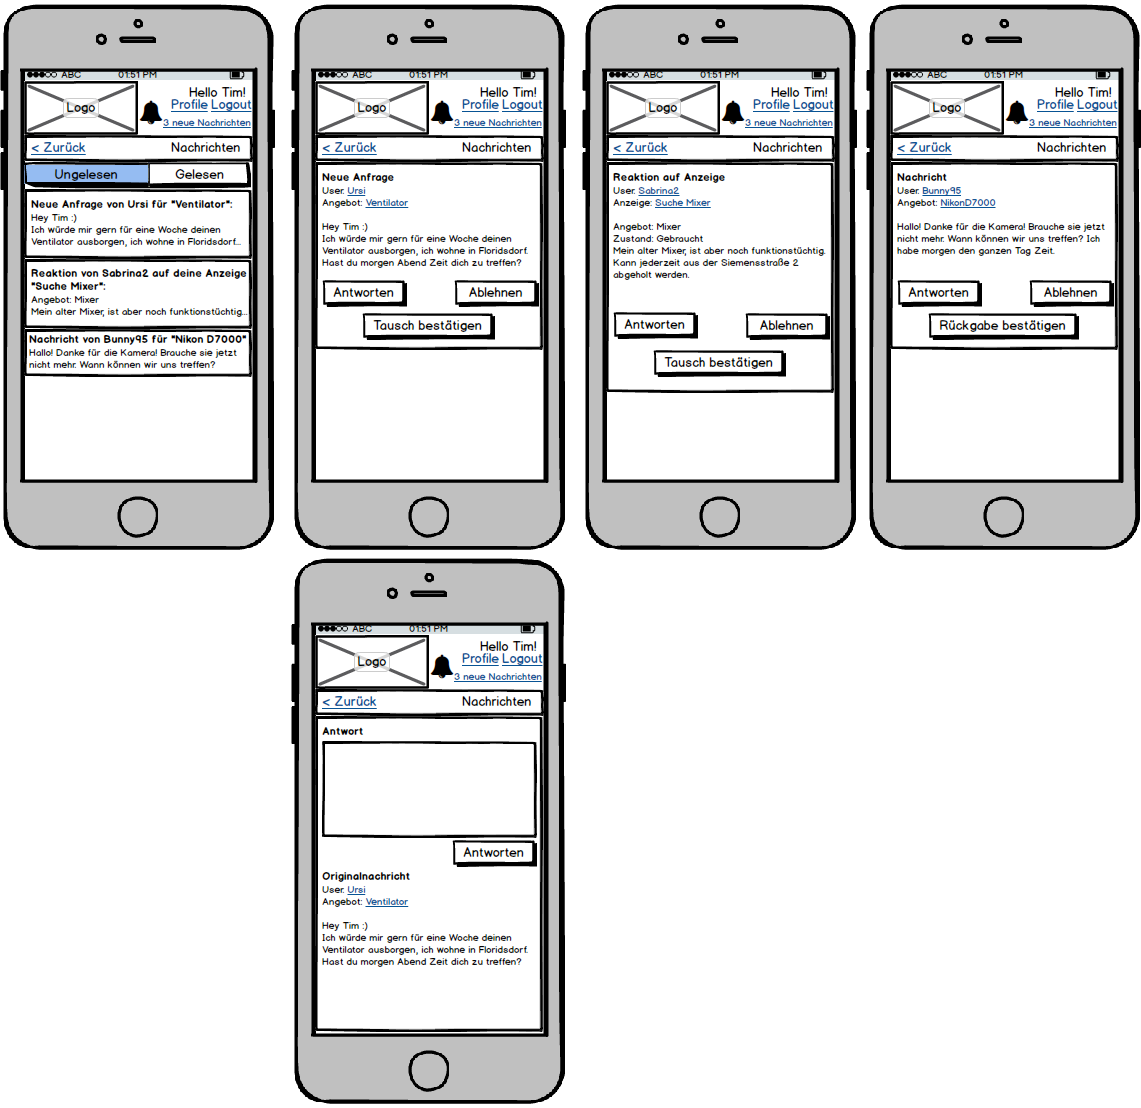 ABC 01:51 PM
Logo
Hello Tim!
Profile Logout
3 neue Nachrichten
< Zurück Nachrichten
Ungelesen Gelesen
Neue Anfrage von Ursi für "Ventilator":
Hey Tim :)
Ich würde mir gern für eine Woche deinen
Ventilator ausborgen, ich wohne in Floridsdorf...
Reaktion von Sabrina2 auf deine Anzeige
"Suche Mixer":
Angebot: Mixer
Mein alter Mixer, ist aber noch funktionstüchtig...
Nachricht von Bunny95 für "Nikon D7000"
Hallo! Danke für die Kamera! Brauche sie jetzt
nicht mehr. Wann können wir uns treffen?
ABC 01:51 PM
Logo
Hello Tim!
Profile Logout
3 neue Nachrichten
< Zurück Nachrichten
Neue Anfrage
User: Ursi
Angebot: Ventilator
Hey Tim :)
Ich würde mir gern für eine Woche deinen
Ventilator ausborgen, ich wohne in Floridsdorf.
Hast du morgen Abend Zeit dich zu treffen?
Antworten Ablehnen
Tausch bestätigen
ABC 01:51 PM
Logo
Hello Tim!
Profile Logout
3 neue Nachrichten
< Zurück Nachrichten
Reaktion auf Anzeige
User: Sabrina2
Anzeige: Suche Mixer
Angebot: Mixer
Zustand: Gebraucht
Mein alter Mixer, ist aber noch funktionstüchtig.
Kann jederzeit aus der Siemensstraße 2
abgeholt werden.
Antworten Ablehnen
Tausch bestätigen
ABC 01:51 PM
Logo
Hello Tim!
Profile Logout
3 neue Nachrichten
< Zurück Nachrichten
Nachricht
User: Bunny95
Angebot: NikonD7000
Hallo! Danke für die Kamera! Brauche sie jetzt
nicht mehr. Wann können wir uns treffen? Ich
habe morgen den ganzen Tag Zeit.
Antworten Ablehnen
Rückgabe bestätigen
ABC 01:51 PM
Logo
Hello Tim!
Profile Logout
3 neue Nachrichten
< Zurück Nachrichten
Antwort
Antworten
Originalnachricht
User: Ursi
Angebot: Ventilator
Hey Tim :)
Ich würde mir gern für eine Woche deinen
Ventilator ausborgen, ich wohne in Floridsdorf.
Hast du morgen Abend Zeit dich zu treffen?